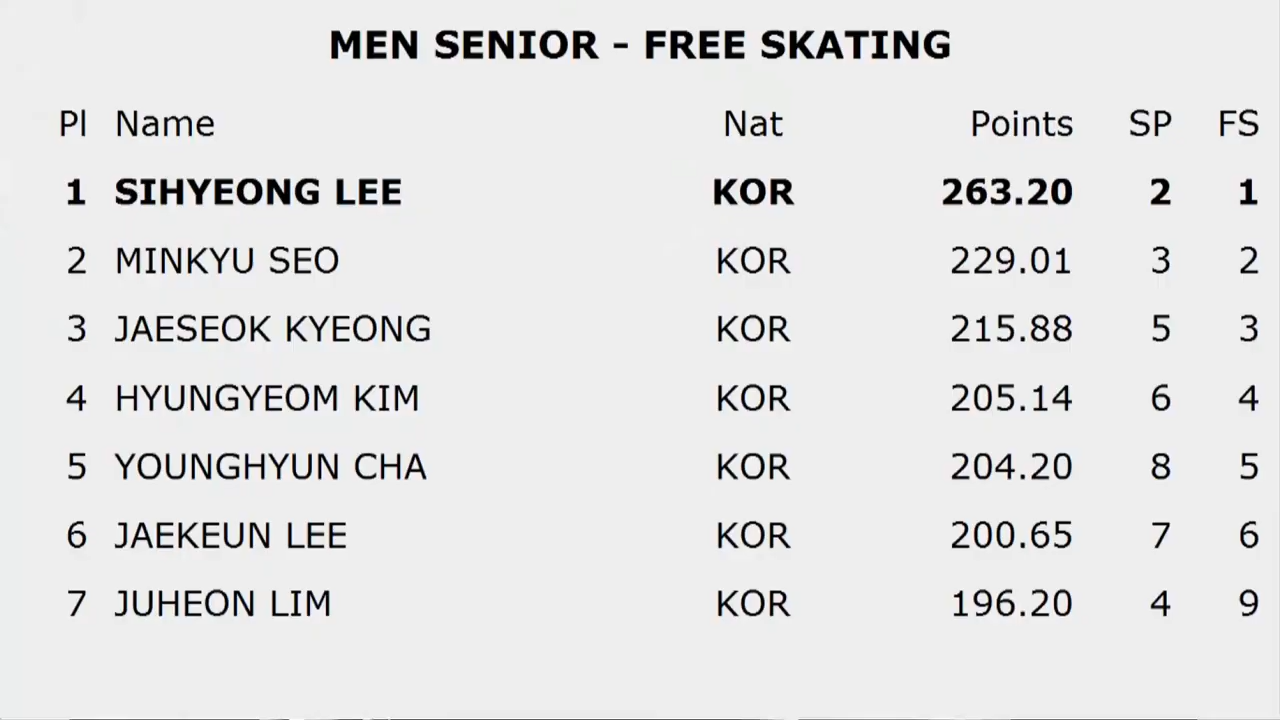 MEN SENIOR - FREE SKATING
Pl Name Nat Points SP FS
1 SIHYEONG LEE KOR 263.20 2 1
2 MINKYU SEO KOR 229.01 3 2
3 JAESEOK KYEONG KOR 215.88 5 3
4 HYUNGYEOM KIM KOR 205.14 6 4
5 YOUNGHYUN CHA KOR 204.20 8 5
6 JAEKEUN LEE KOR 200.65 7 6
7 JUHEON LIM KOR 196.20 4 9